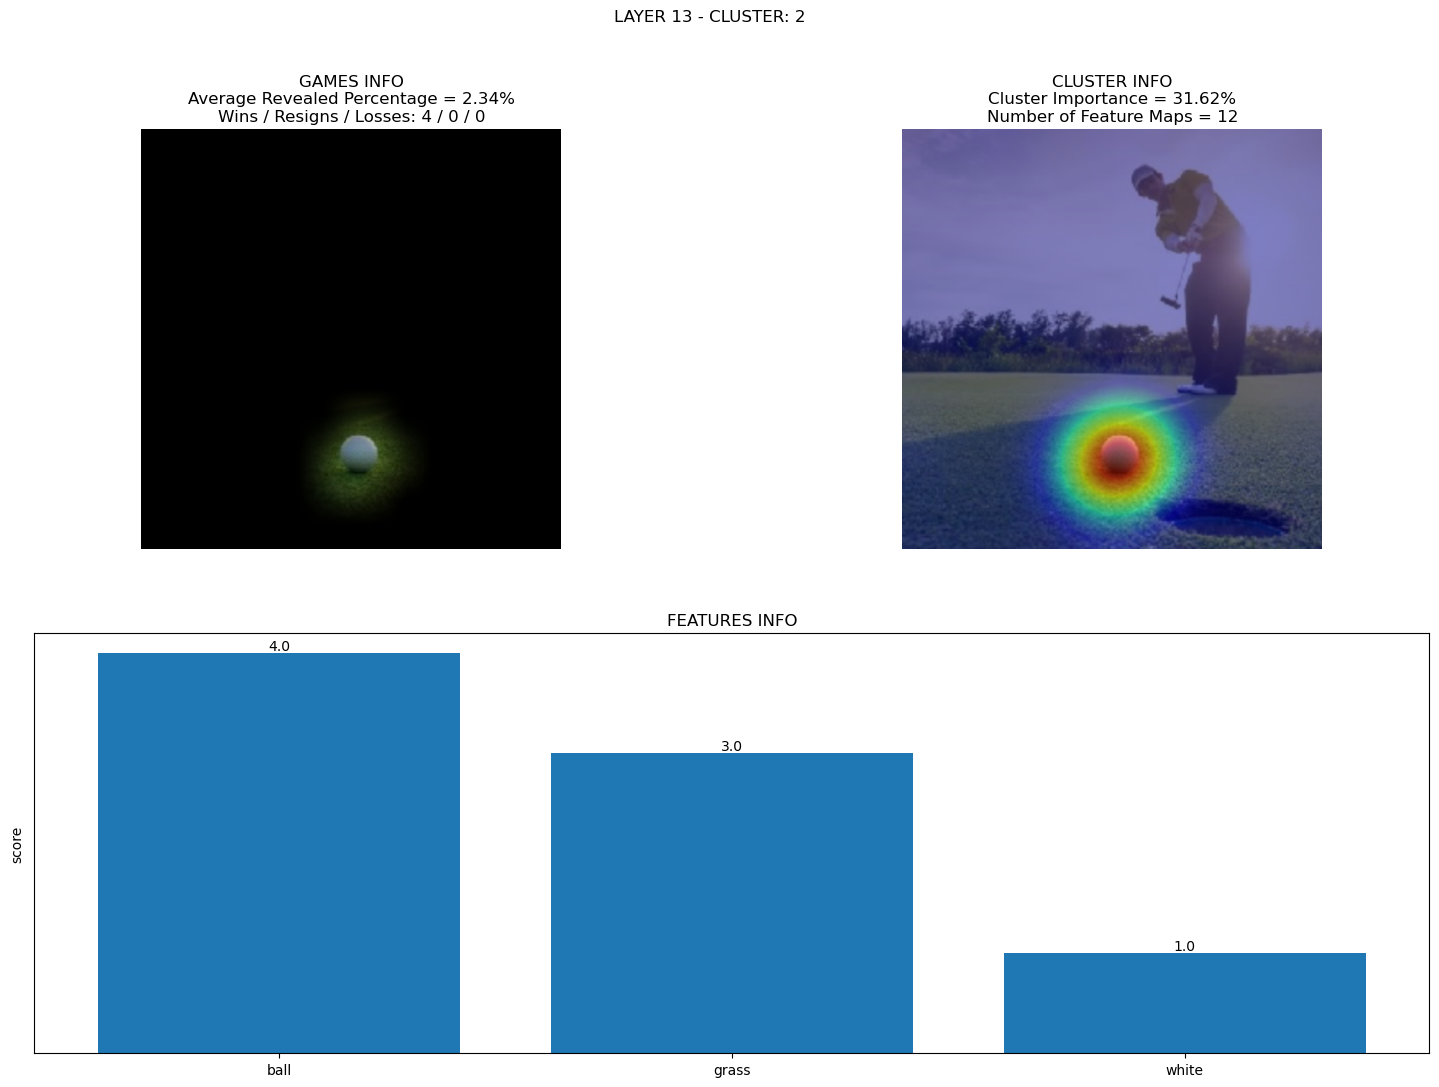 LAYER 13 - CLUSTER: 2
GAMES INFO
Average Revealed Percentage = 2.34%
Wins / Resigns / Losses: 4 / 0 / 0
CLUSTER INFO
Cluster Importance = 31.62%
Number of Feature Maps = 12
FEATURES INFO
score
4.0
3.0
1.0
ball
grass
white